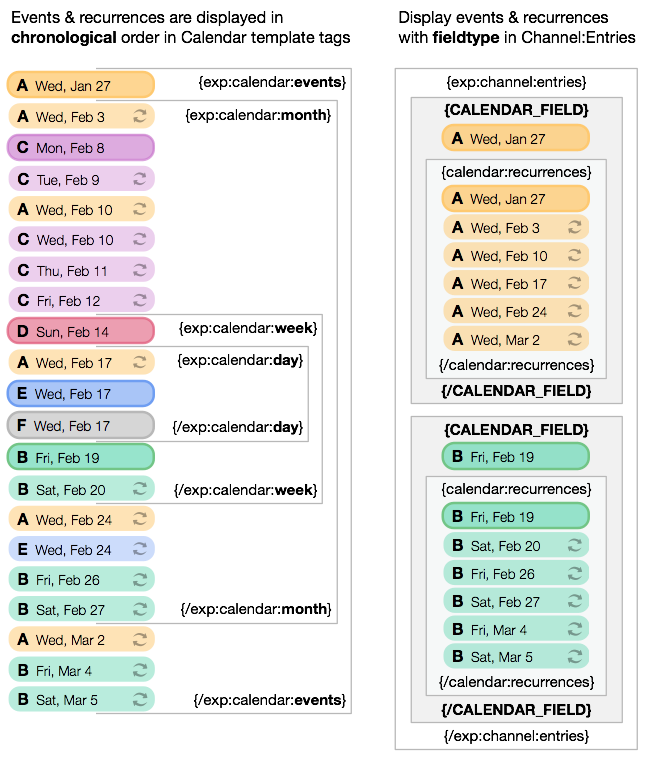 Events & recurrences are displayed in
chronological order in Calendar template tags
A Wed, Jan 27
{exp:calendar:events}
A Wed, Feb 3
{exp:calendar:month}
C Mon, Feb 8
C Tue, Feb 9
A Wed, Feb 10
C Wed, Feb 10
C Thu, Feb 11
C Fri, Feb 12
D Sun, Feb 14
{exp:calendar:week}
A Wed, Feb 17
{exp:calendar:day}
E Wed, Feb 17
F Wed, Feb 17
{/exp:calendar:day}
B Fri, Feb 19
B Sat, Feb 20
{/exp:calendar:week}
A Wed, Feb 24
E Wed, Feb 24
B Fri, Feb 26
B Sat, Feb 27
{/exp:calendar:month}
A Wed, Mar 2
B Fri, Mar 4
B Sat, Mar 5
{/exp:calendar:events}
Display events & recurrences
with fieldtype in Channel:Entries
{exp:channel:entries}
{CALENDAR_FIELD}
A Wed, Jan 27
{calendar:recurrences}
A Wed, Jan 27
A Wed, Feb 3
A Wed, Feb 10
A Wed, Feb 17
A Wed, Feb 24
A Wed, Mar 2
{/calendar:recurrences}
{/CALENDAR_FIELD}
{CALENDAR_FIELD}
B Fri, Feb 19
{calendar:recurrences}
B Fri, Feb 19
B Sat, Feb 20
B Fri, Feb 26
B Sat, Feb 27
B Fri, Mar 4
B Sat, Mar 5
{/calendar:recurrences}
{/CALENDAR_FIELD}
{/exp:channel:entries}